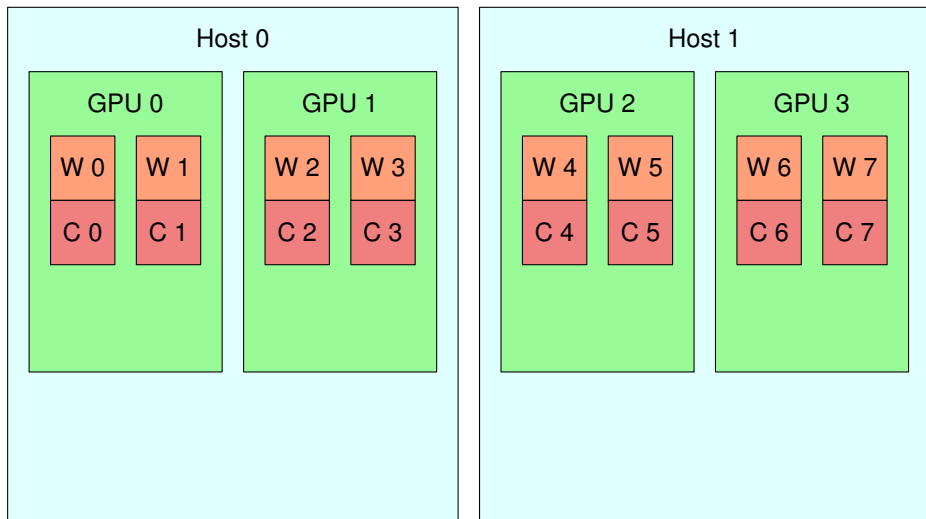 Host 0
Host 1
GPU 0
GPU 1
GPU 2
GPU 3
W 0
W 1
W 2
W 3
W 4
W 5
W 6
W 7
C 0
C 1
C 2
C 3
C 4
C 5
C 6
C 7